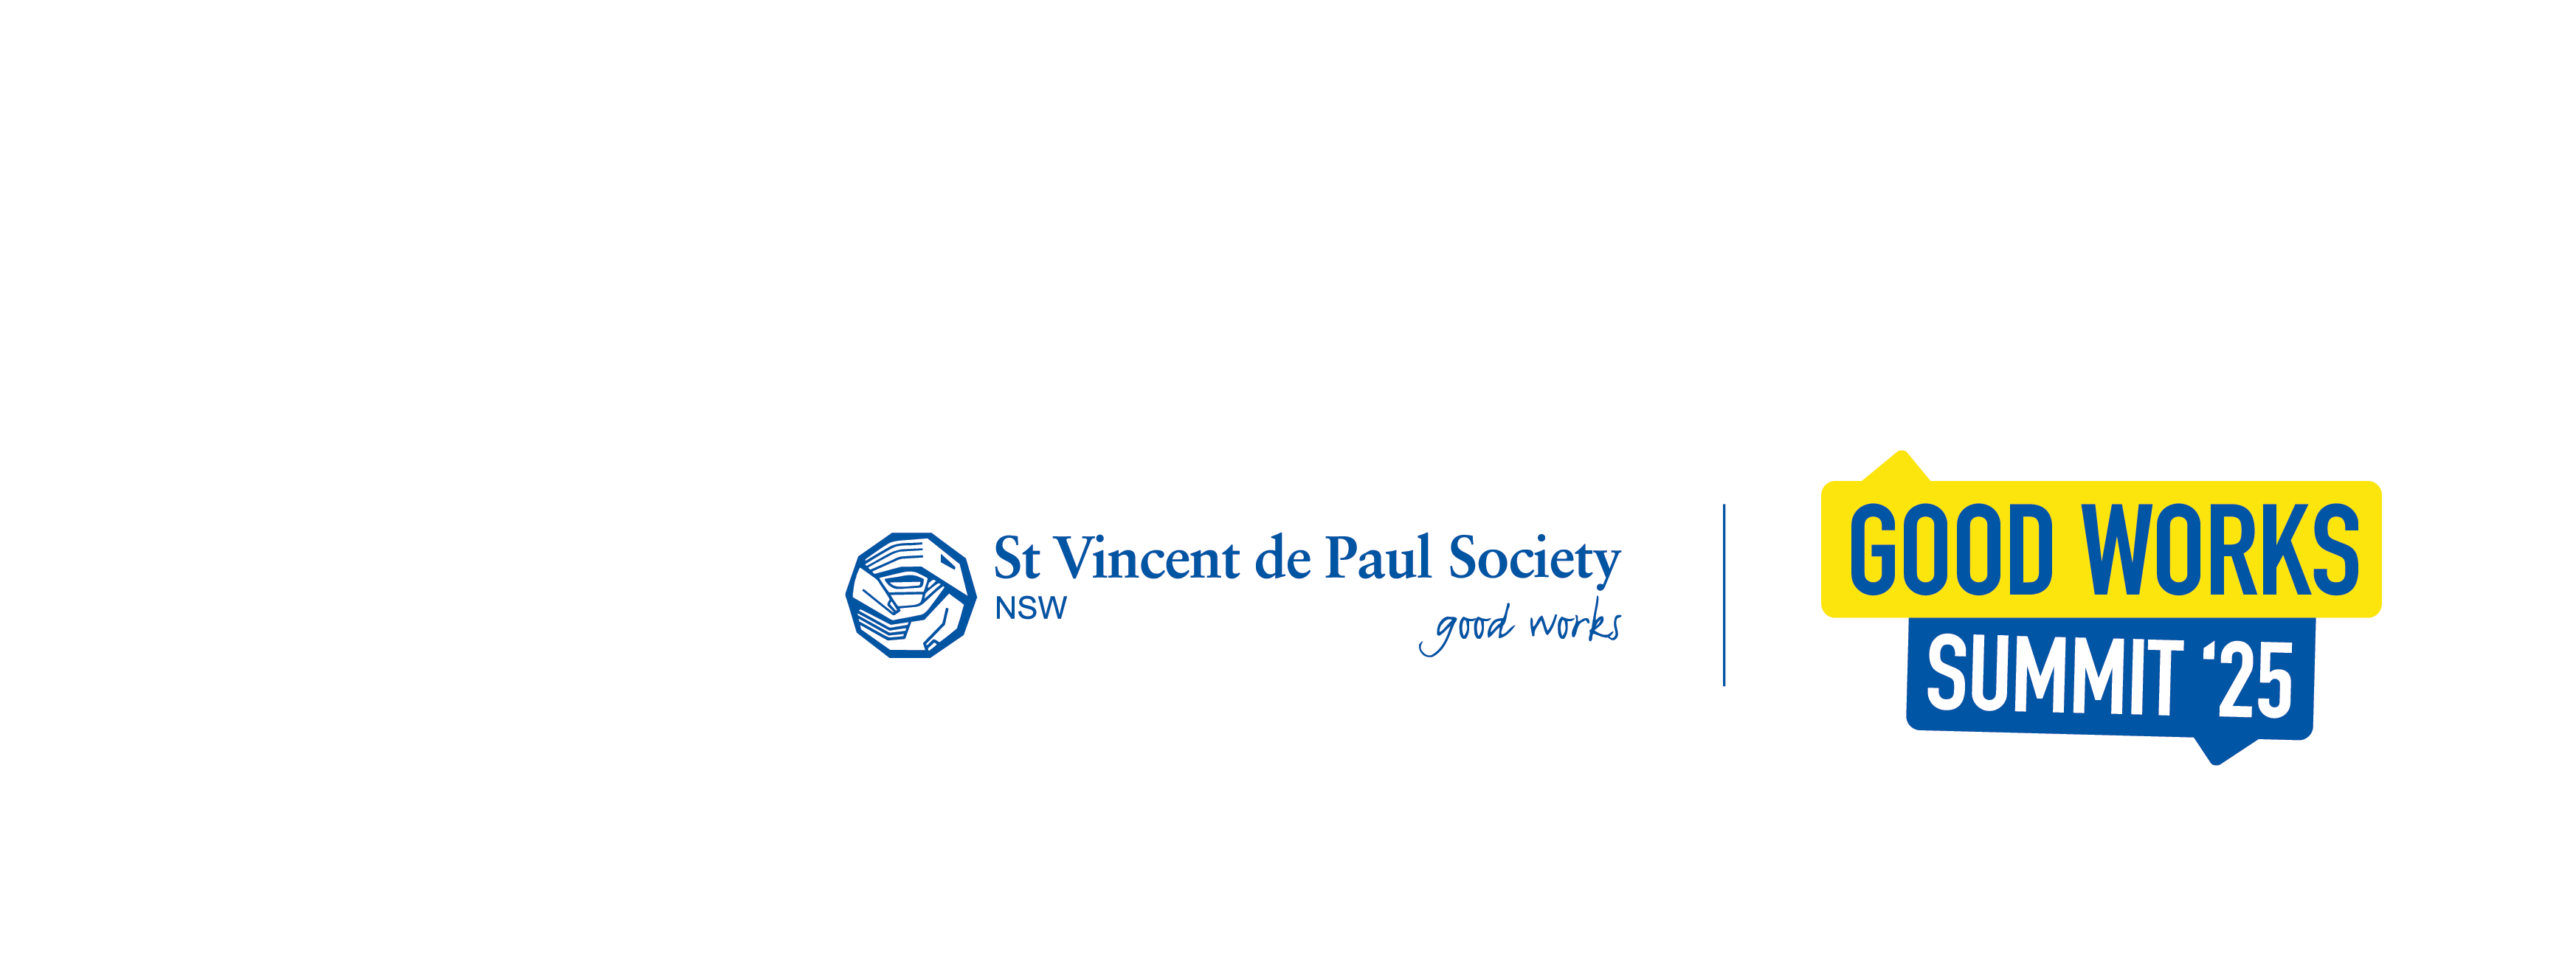 St Vincent de Paul Society
NSW
good works
GOOD WORKS
SUMMIT ‘25